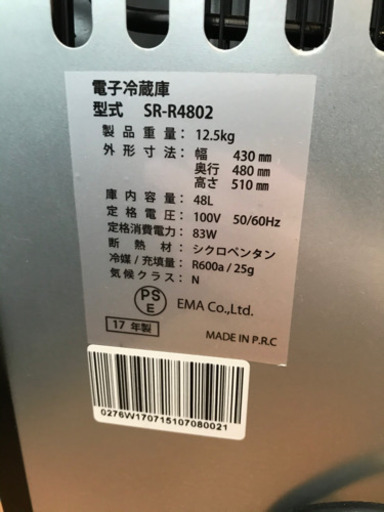 電子冷蔵庫
型式 SR-R4802
製品重量: 12.5kg
外形寸法: 幅 430㎜
奥行 480㎜
高さ 510㎜
庫内容量: 48L
定格電圧: 100V 50/60Hz
定格消費電力: 83W
断熱材: シクロペンタン
冷媒/充填量: R600a / 25g
気候クラス: N
PS
E
EMA Co.,Ltd.
17年製
MADE IN P.R.C
0276W170715107080021